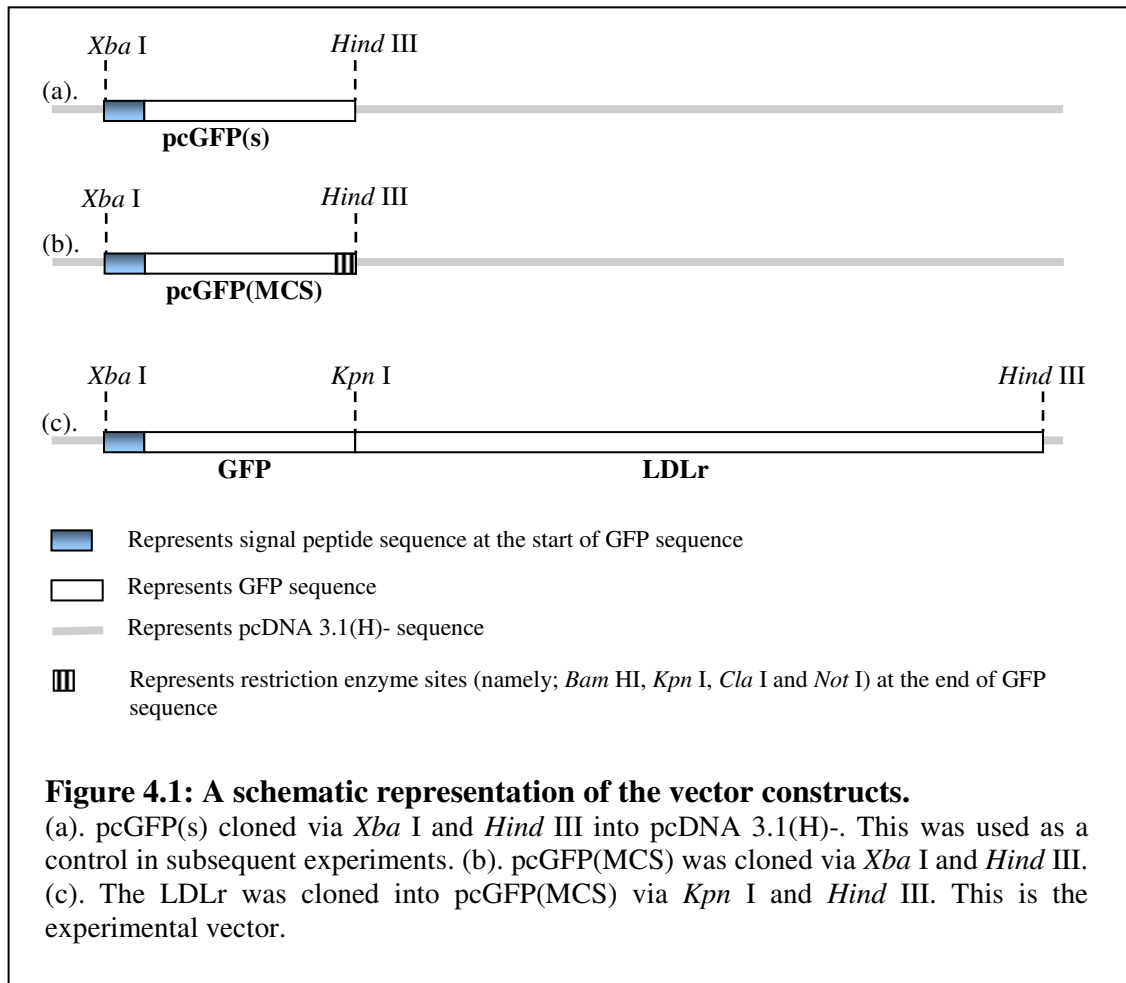 Xba I Hind III
(a).
pcGFP(s)
Xba I Hind III
(b).
pcGFP(MCS)
Xba I Kpn I Hind III
(c).
GFP LDLr
Represents signal peptide sequence at the start of GFP sequence
Represents GFP sequence
Represents pcDNA 3.1(H)- sequence
Represents restriction enzyme sites (namely; Bam HI, Kpn I, Cla I and Not I) at the end of GFP
sequence
Figure 4.1: A schematic representation of the vector constructs.
(a). pcGFP(s) cloned via Xba I and Hind III into pcDNA 3.1(H)-. This was used as a
control in subsequent experiments. (b). pcGFP(MCS) was cloned via Xba I and Hind III.
(c). The LDLr was cloned into pcGFP(MCS) via Kpn I and Hind III. This is the
experimental vector.